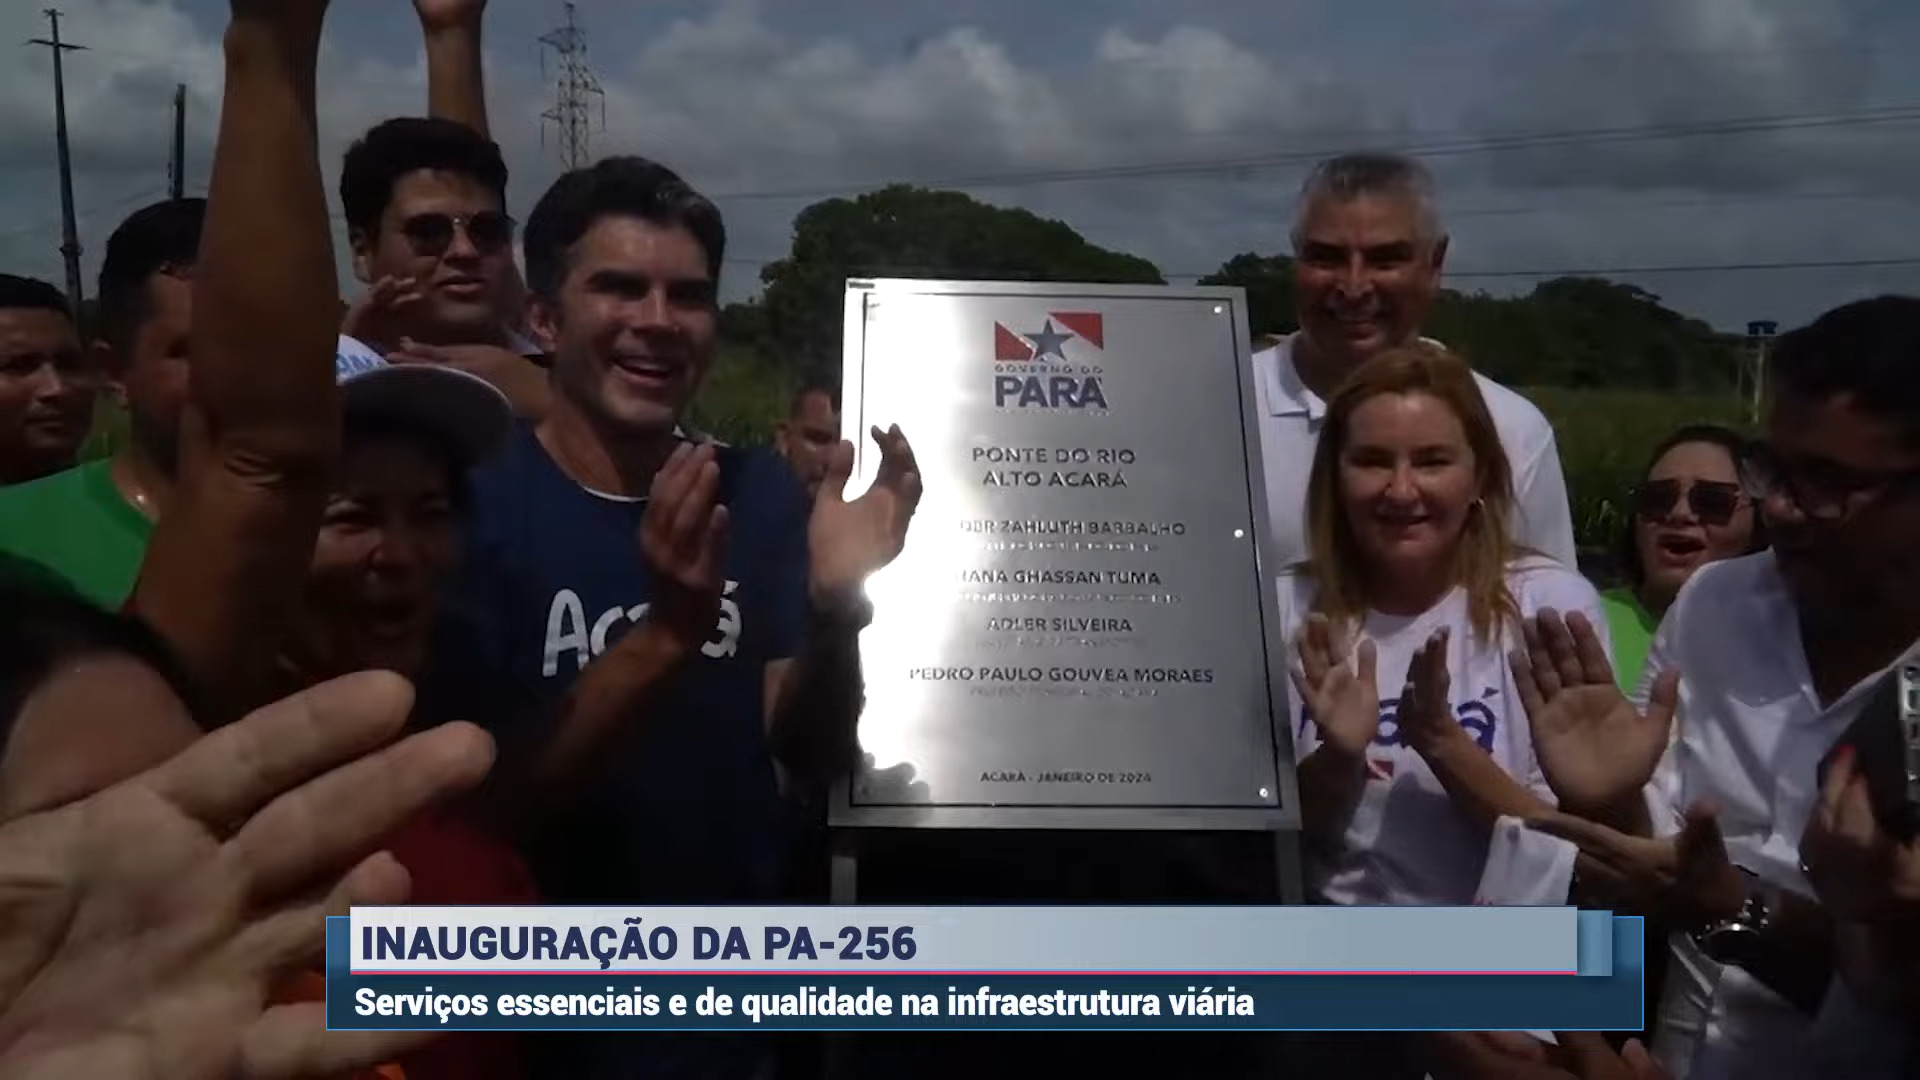 GOVERNO DO
PARÁ
PONTE DO RIO
ALTO ACARÁ
ZAHLUTH BARBALHO
GHASSAN TUMA
ADLER SILVEIRA
PEDRO PAULO GOUVEA MORAES
ACARÁ - JANEIRO DE 2024
INAUGURAÇÃO DA PA-256
Serviços essenciais e de qualidade na infraestrutura viária